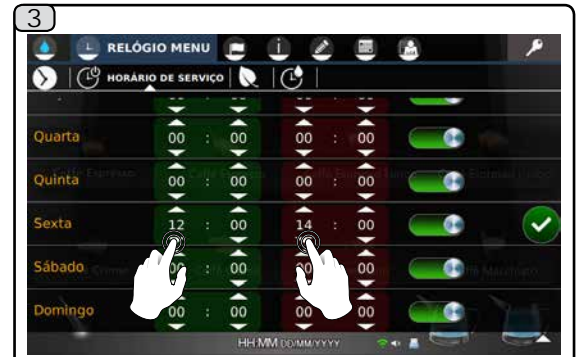 3
RELÓGIO MENU
HORÁRIO DE SERVIÇO
Quarta 00 : 00 00 : 00
Quinta 00 : 00 00 : 00
Sexta 12 : 00 14 : 00
Sábado 00 : 00 00 : 00
Domingo 00 : 00 00 : 00
HH:MM DD/MM/YYYY